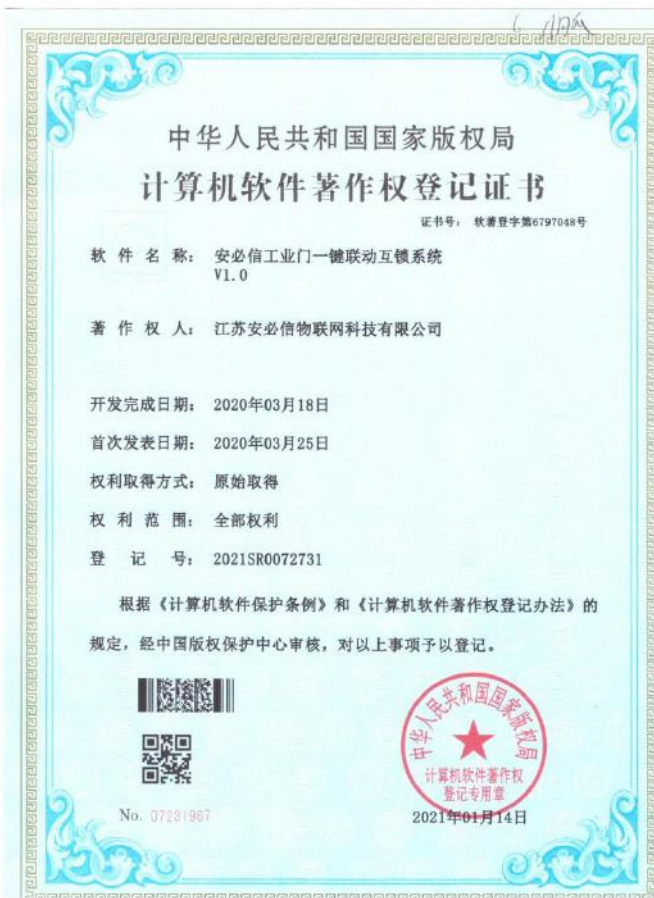 中华人民共和国国家版权局
计算机软件著作权登记证书
证书号： 软著登字第6797048号
软 件 名 称： 安必信工业门一键联动互锁系统
V1.0
著 作 权 人： 江苏安必信物联网科技有限公司
开发完成日期： 2020年03月18日
首次发表日期： 2020年03月25日
权利取得方式： 原始取得
权 利 范 围： 全部权利
登 记 号： 2021SR0072731
根据《计算机软件保护条例》和《计算机软件著作权登记办法》的
规定，经中国版权保护中心审核，对以上事项予以登记。
中华人民共和国国家版权局
计算机软件著作权
登记专用章
No. 07231967
2021年01月14日